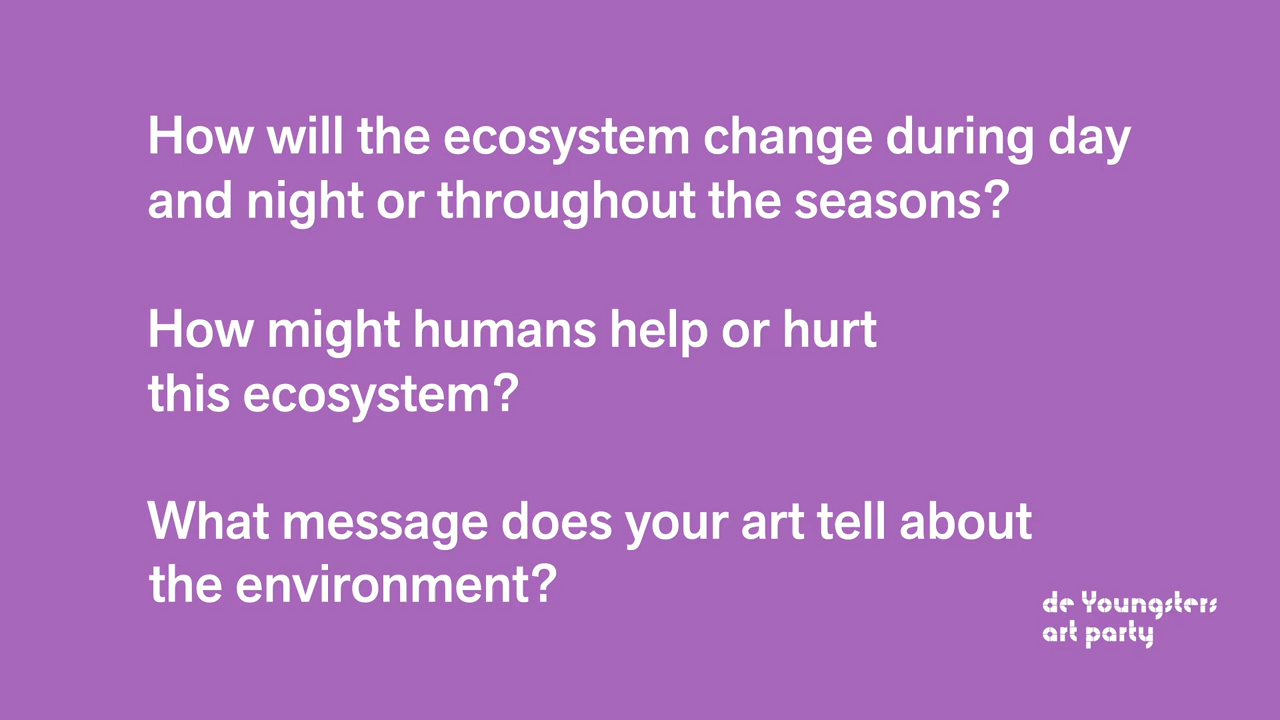 How will the ecosystem change during day
and night or throughout the seasons?
How might humans help or hurt
this ecosystem?
What message does your art tell about
the environment?
de Youngsters
art party